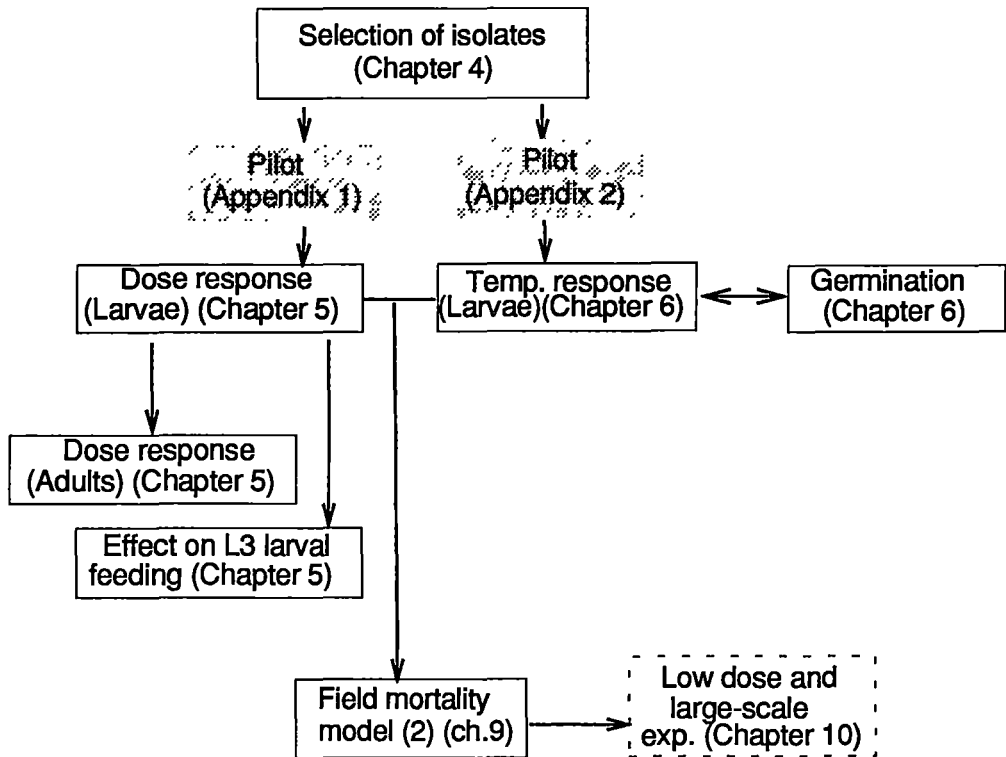 Selection of isolates
(Chapter 4)
Pilot
(Appendix 1)
Pilot
(Appendix 2)
Dose response
(Larvae) (Chapter 5)
Temp. response
(Larvae)(Chapter 6)
Germination
(Chapter 6)
Dose response
(Adults) (Chapter 5)
Effect on L3 larval
feeding (Chapter 5)
Field mortality
model (2) (ch.9)
Low dose and
large-scale
exp. (Chapter 10)